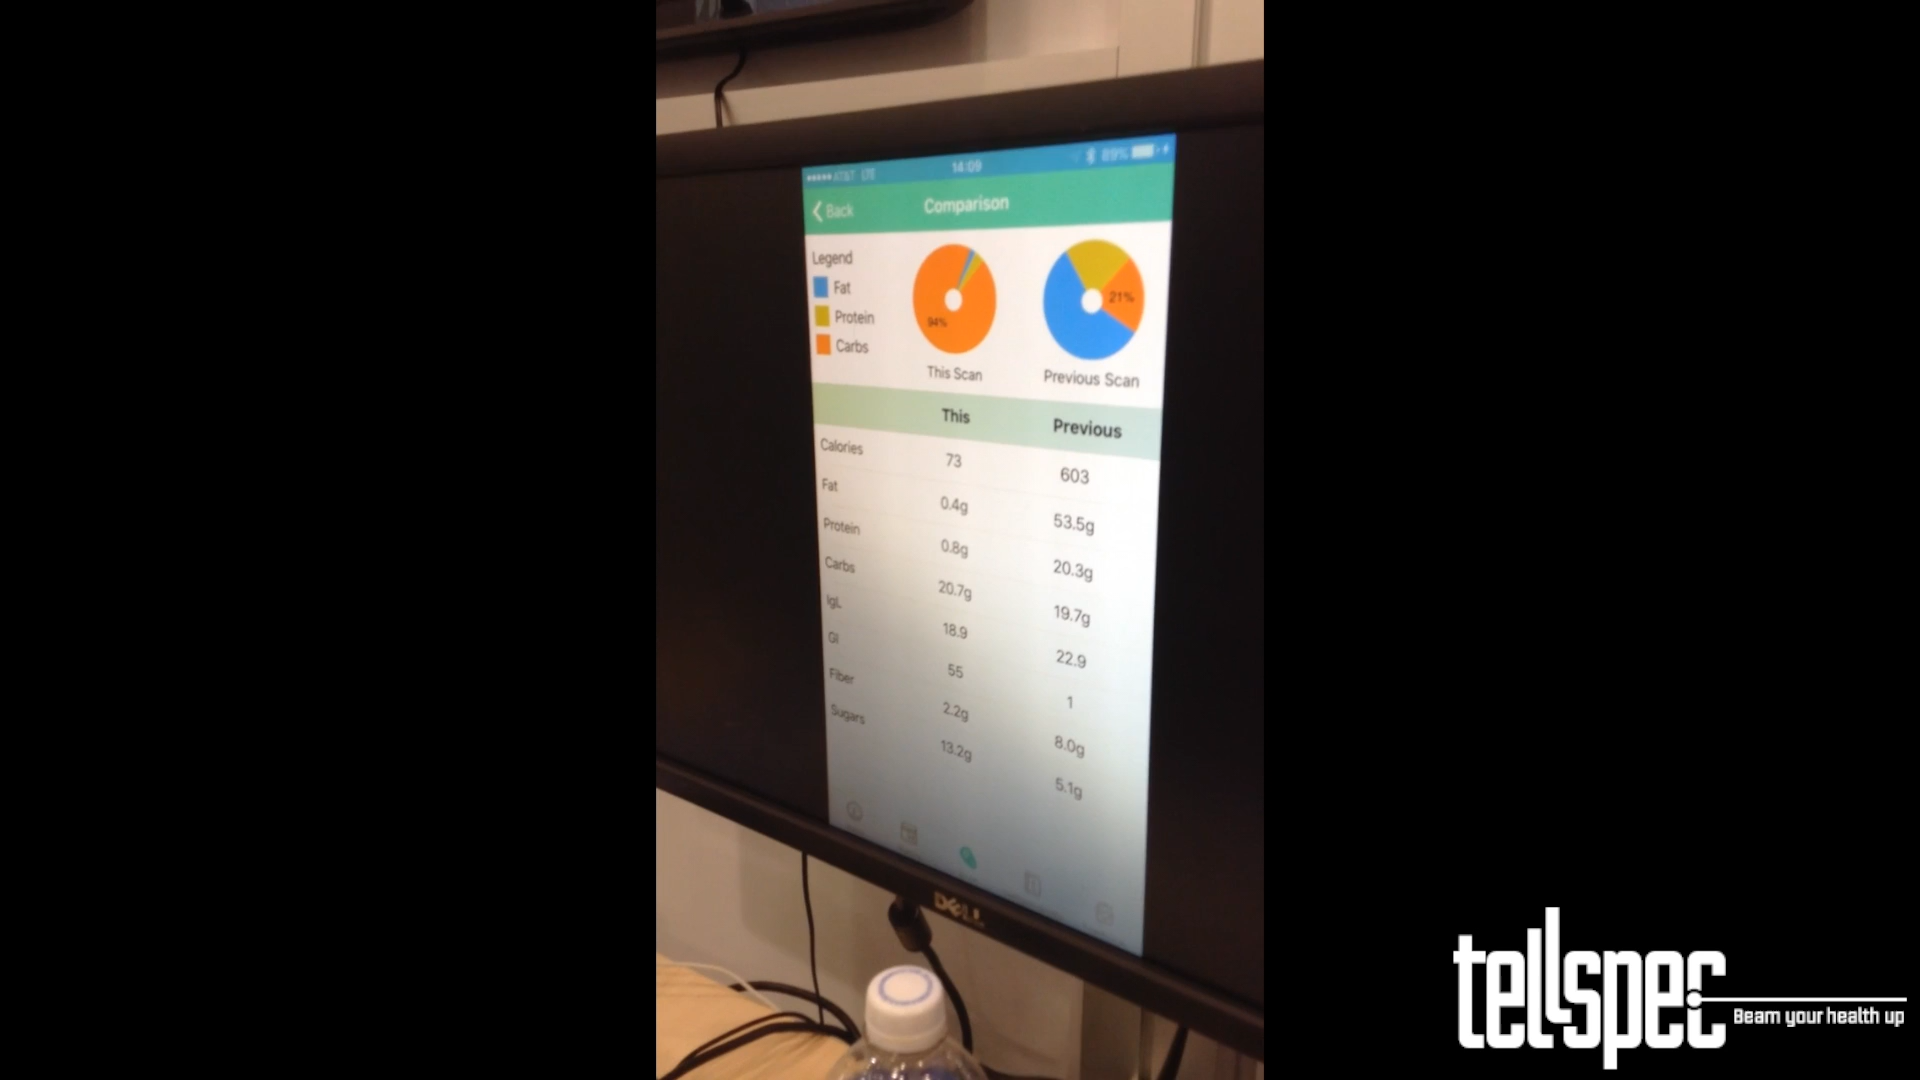 AT&T LTE 14:09 89%
Back Comparison
Legend
Fat
Protein
Carbs
94%
21%
This Scan Previous Scan
This Previous
Calories 73 603
Fat 0.4g 53.5g
Protein 0.8g 20.3g
Carbs 20.7g 19.7g
IgL 18.9 22.9
GI 55 1
Fiber 2.2g 8.0g
Sugars 13.2g 5.1g
DELL
tellspec
Beam your health up